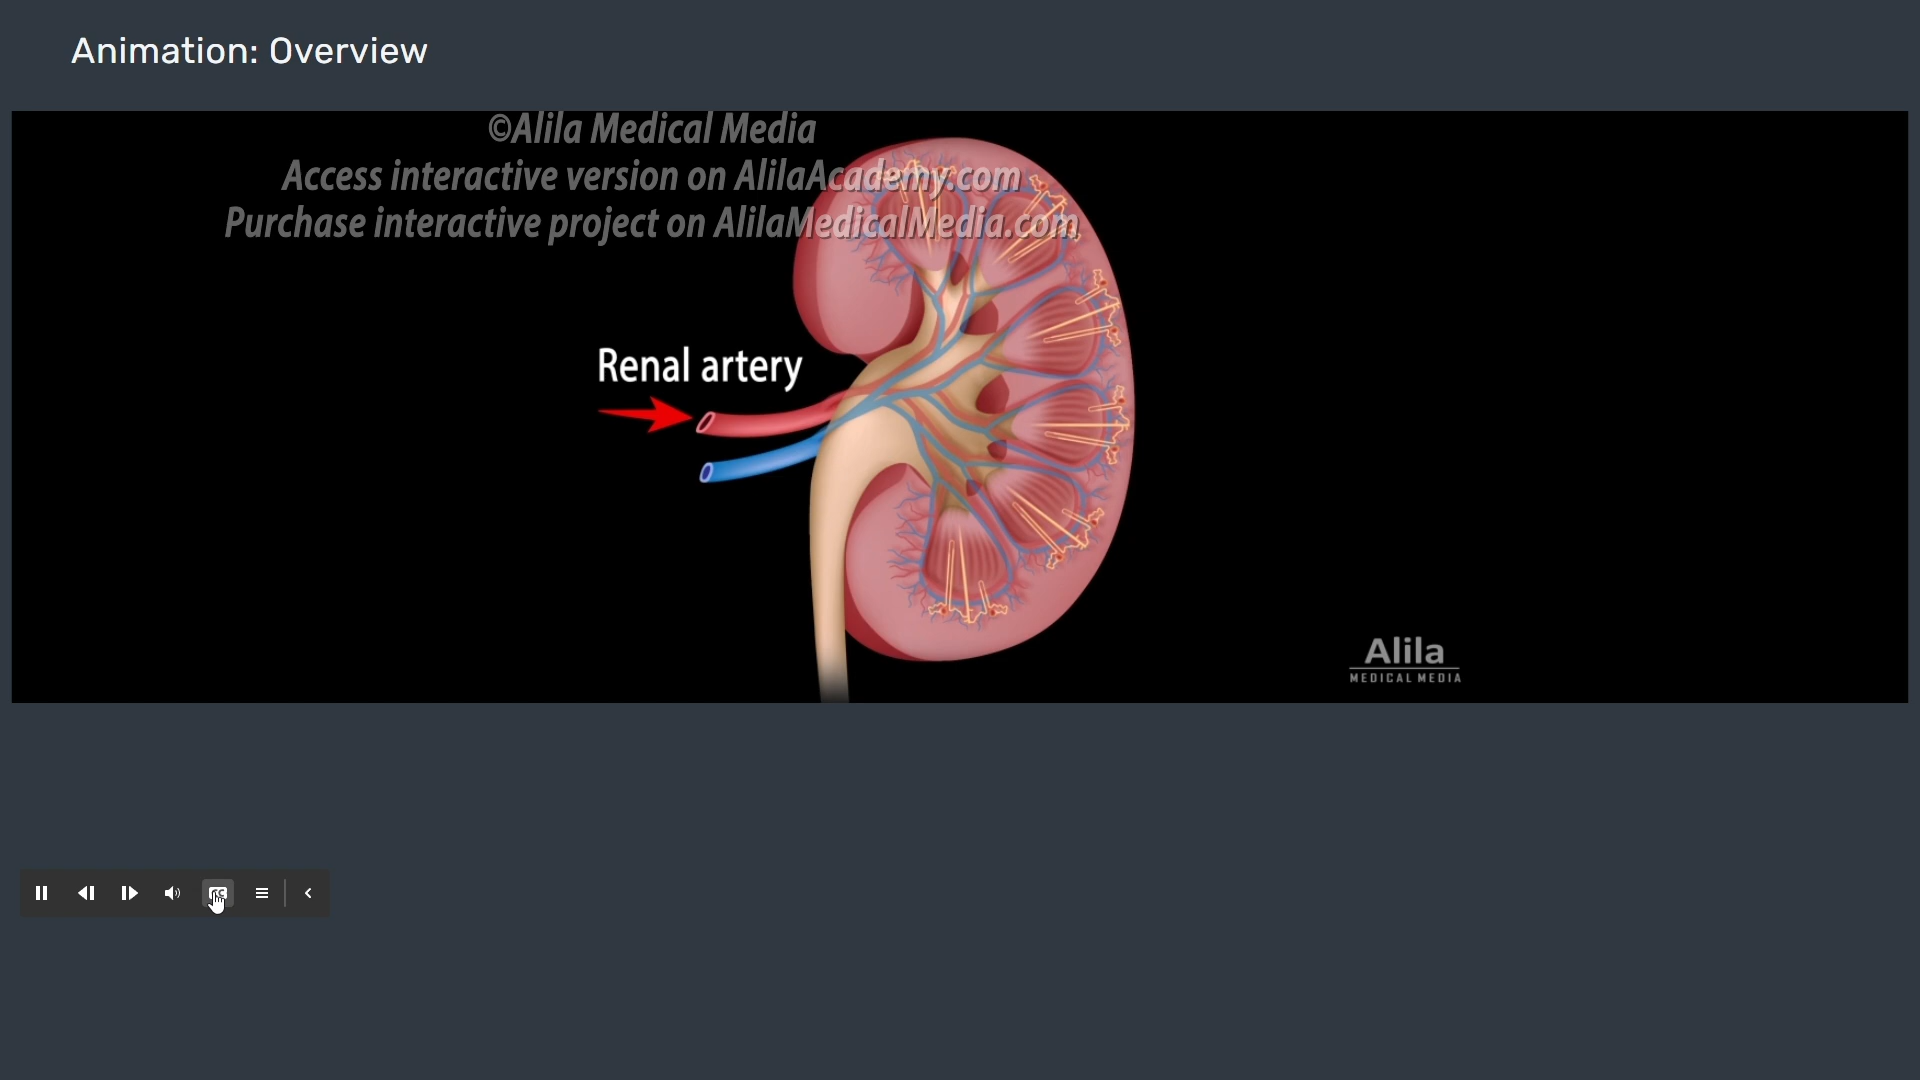 Animation: Overview
©Alila Medical Media
Access interactive version on AlilaAcademy.com
Purchase interactive project on AlilaMedicalMedia.com
Renal artery
Alila
MEDICAL MEDIA
CC